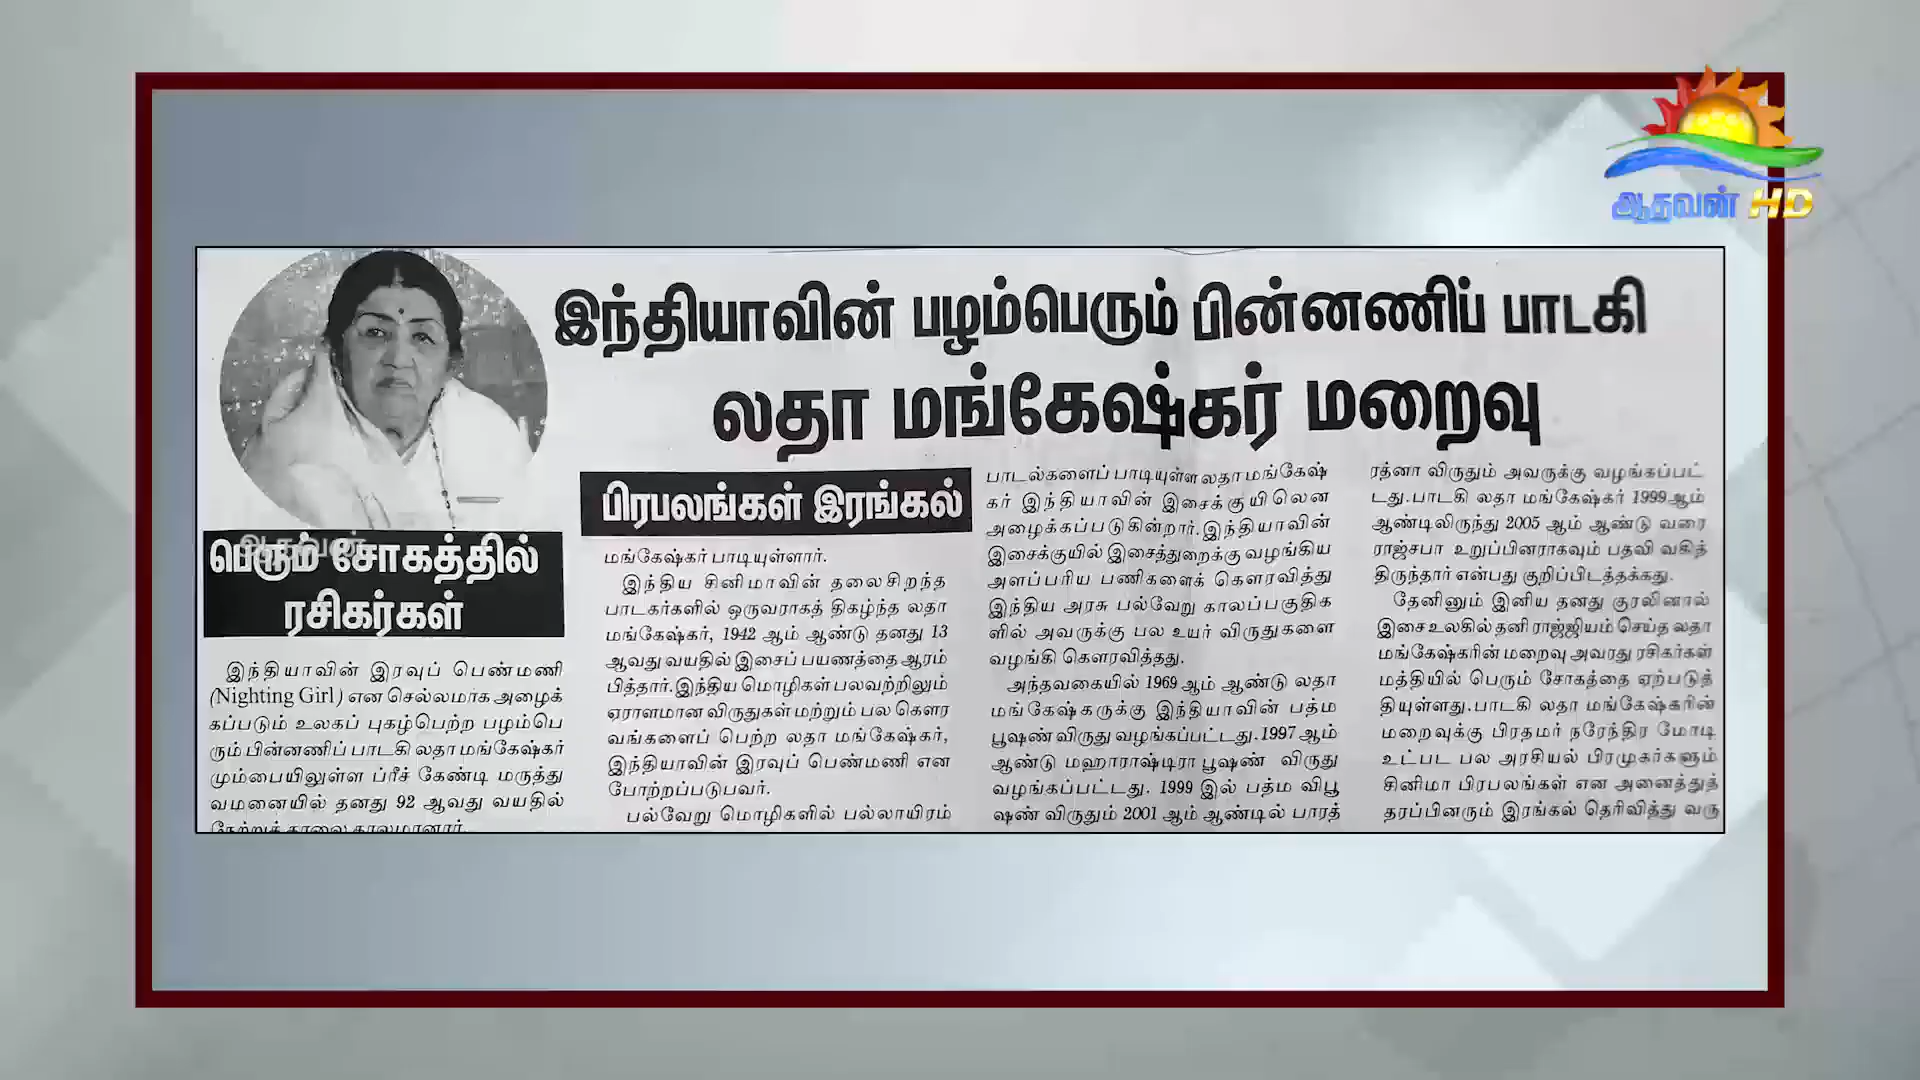 ஆதவன் HD
இந்தியாவின் பழம்பெரும் பின்னணிப் பாடகி
லதா மங்கேஷ்கர் மறைவு
பெரும் சோகத்தில்
ரசிகர்கள்
இந்தியாவின் இரவுப் பெண்மணி
(Nighting Girl) என செல்லமாக அழைக்
கப்படும் உலகப் புகழ்பெற்ற பழம்பெ
ரும் பின்னணிப் பாடகி லதா மங்கேஷ்கர்
மும்பையிலுள்ள ப்ரீச் கேண்டி மருத்து
வமனையில் தனது 92 ஆவது வயதில்
நேற்றுக் காலை காலமானார்.
பிரபலங்கள் இரங்கல்
மங்கேஷ்கர் பாடியுள்ளார்.
இந்திய சினிமாவின் தலைசிறந்த
பாடகர்களில் ஒருவராகத் திகழ்ந்த லதா
மங்கேஷ்கர், 1942 ஆம் ஆண்டு தனது 13
ஆவது வயதில் இசைப் பயணத்தை ஆரம்
பித்தார்.இந்திய மொழிகள் பலவற்றிலும்
ஏராளமான விருதுகள் மற்றும் பல கௌர
வங்களைப் பெற்ற லதா மங்கேஷ்கர்,
இந்தியாவின் இரவுப் பெண்மணி என
போற்றப்படுபவர்.
பல்வேறு மொழிகளில் பல்லாயிரம்
பாடல்களைப் பாடியுள்ள லதா மங்கேஷ்
கர் இந்தியாவின் இசைக்குயிலென
அழைக்கப்படுகின்றார்.இந்தியாவின்
இசைக்குயில் இசைத்துறைக்கு வழங்கிய
அளப்பரிய பணிகளைக் கௌரவித்து
இந்திய அரசு பல்வேறு காலப்பகுதிக
ளில் அவருக்கு பல உயர் விருதுகளை
வழங்கி கௌரவித்தது.
அந்தவகையில் 1969 ஆம் ஆண்டு லதா
மங்கேஷ்கருக்கு இந்தியாவின் பத்ம
பூஷண் விருது வழங்கப்பட்டது.1997 ஆம்
ஆண்டு மஹாராஷ்டிரா பூஷண் விருது
வழங்கப்பட்டது. 1999 இல் பத்ம விபூ
ஷண் விருதும் 2001 ஆம் ஆண்டில் பாரத்
ரத்னா விருதும் அவருக்கு வழங்கப்பட்
டது.பாடகி லதா மங்கேஷ்கர் 1999ஆம்
ஆண்டிலிருந்து 2005 ஆம் ஆண்டு வரை
ராஜ்சபா உறுப்பினராகவும் பதவி வகித்
திருந்தார் என்பது குறிப்பிடத்தக்கது.
தேனினும் இனிய தனது குரலினால்
இசை உலகில் தனி ராஜ்ஜியம் செய்த லதா
மங்கேஷ்கரின் மறைவு அவரது ரசிகர்கள்
மத்தியில் பெரும் சோகத்தை ஏற்படுத்
தியுள்ளது.பாடகி லதா மங்கேஷ்கரின்
மறைவுக்கு பிரதமர் நரேந்திர மோடி
உட்பட பல அரசியல் பிரமுகர்களும்
சினிமா பிரபலங்கள் என அனைத்துத்
தரப்பினரும் இரங்கல் தெரிவித்து வரு